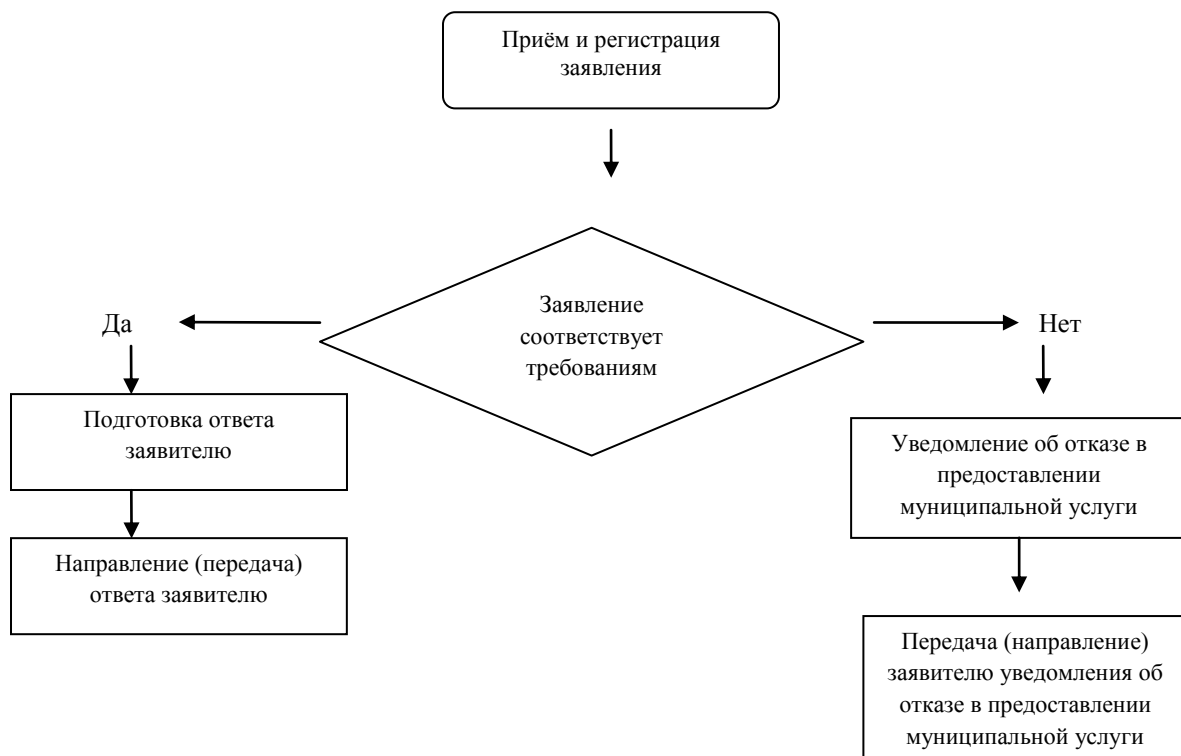 Приём и регистрация
заявления
Заявление
соответствует
требованиям
Да
Нет
Подготовка ответа
заявителю
Направление (передача)
ответа заявителю
Уведомление об отказе в
предоставлении
муниципальной услуги
Передача (направление)
заявителю уведомления об
отказе в предоставлении
муниципальной услуги